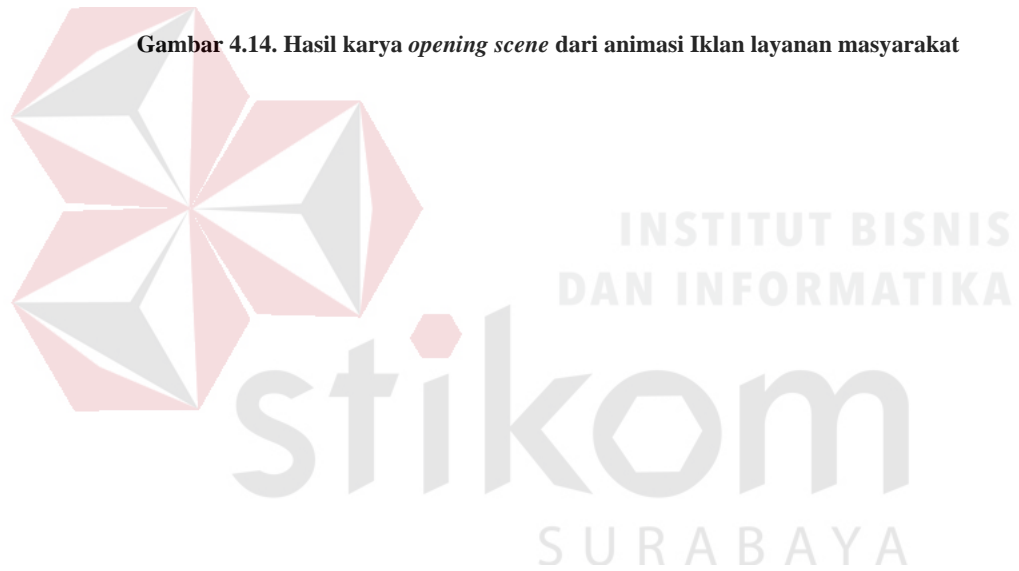 Gambar 4.14. Hasil karya opening scene dari animasi Iklan layanan masyarakat
INSTITUT BISNIS
DAN INFORMATIKA
stikom
SURABAYA